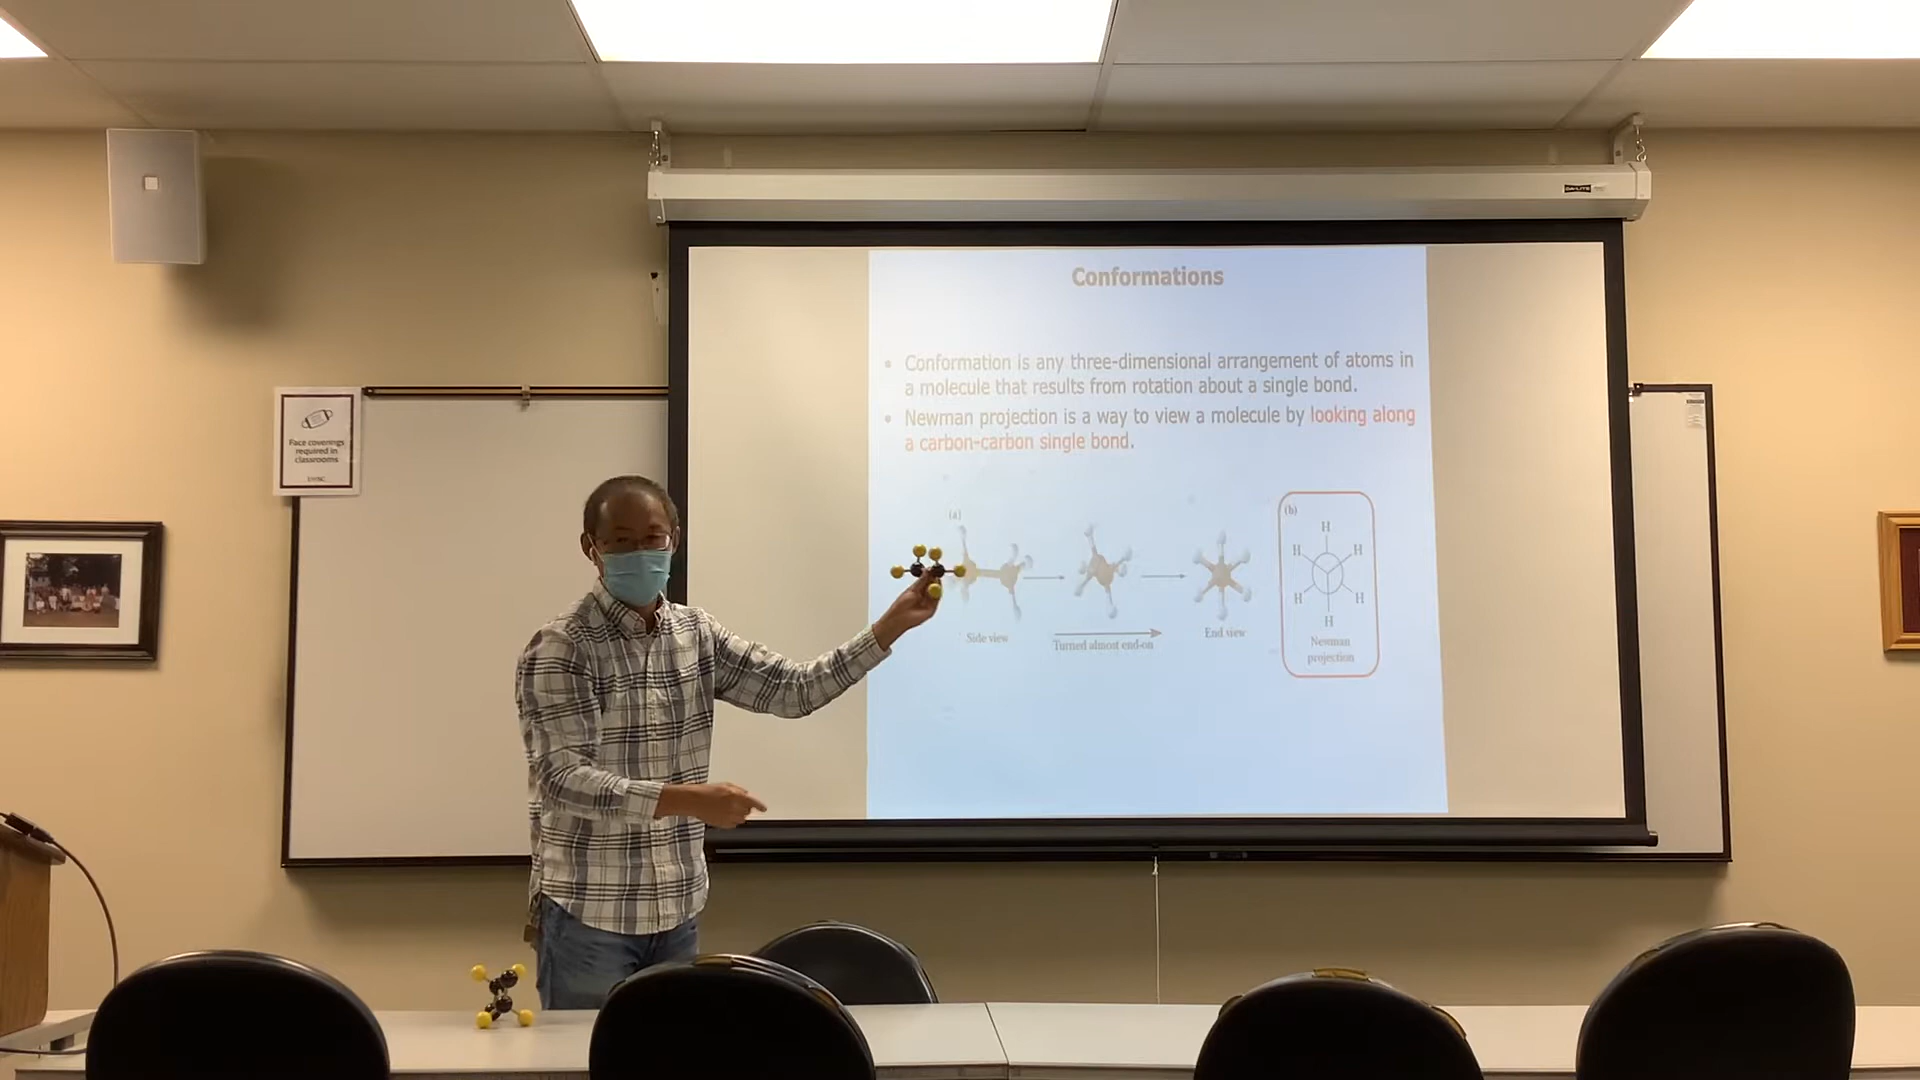 DA-LITE
Conformations
• Conformation is any three-dimensional arrangement of atoms in
a molecule that results from rotation about a single bond.
• Newman projection is a way to view a molecule by looking along
a carbon-carbon single bond.
Face coverings
required in
classrooms
(a)
Side view
Turned almost end-on
End view
(b)
H
H
H
H
H
H
Newman
projection